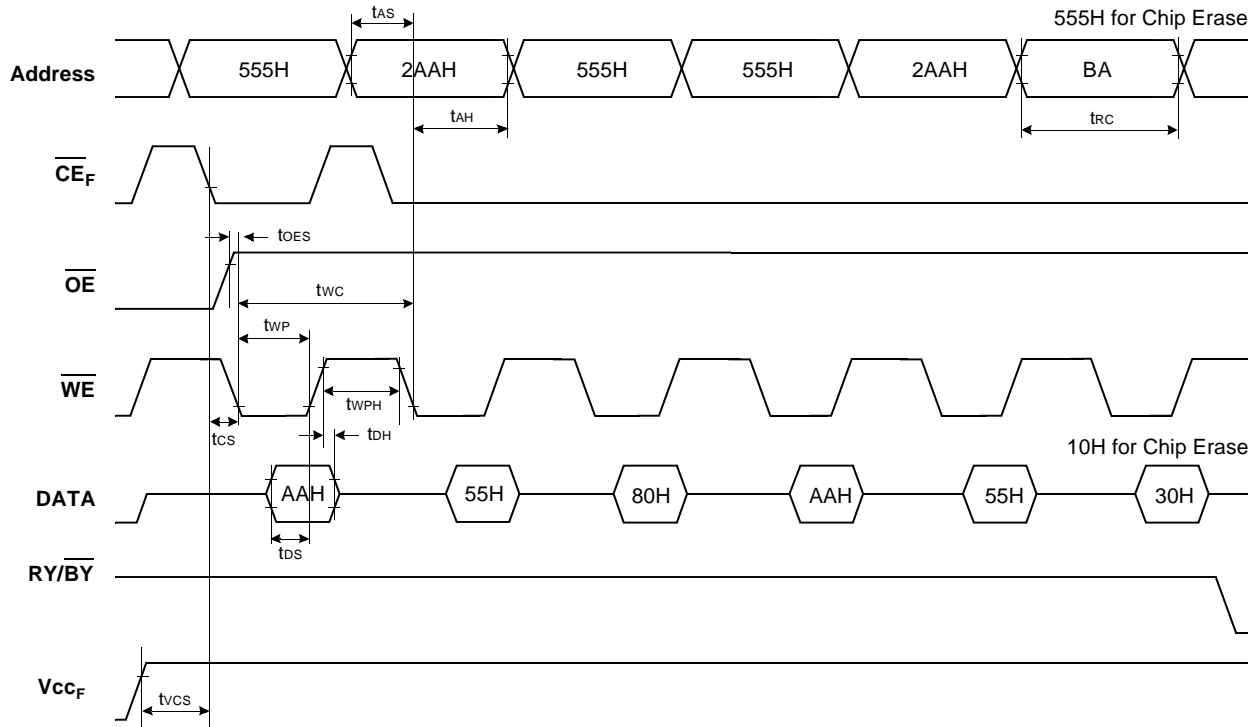 tAS
555H for Chip Erase
Address
555H
2AAH
555H
555H
2AAH
BA
tAH
tRC
CEF
tOES
OE
tWC
tWP
WE
tWPH
tCS
tDH
10H for Chip Erase
DATA
AAH
55H
80H
AAH
55H
30H
tDS
RY/BY
VccF
tVCS